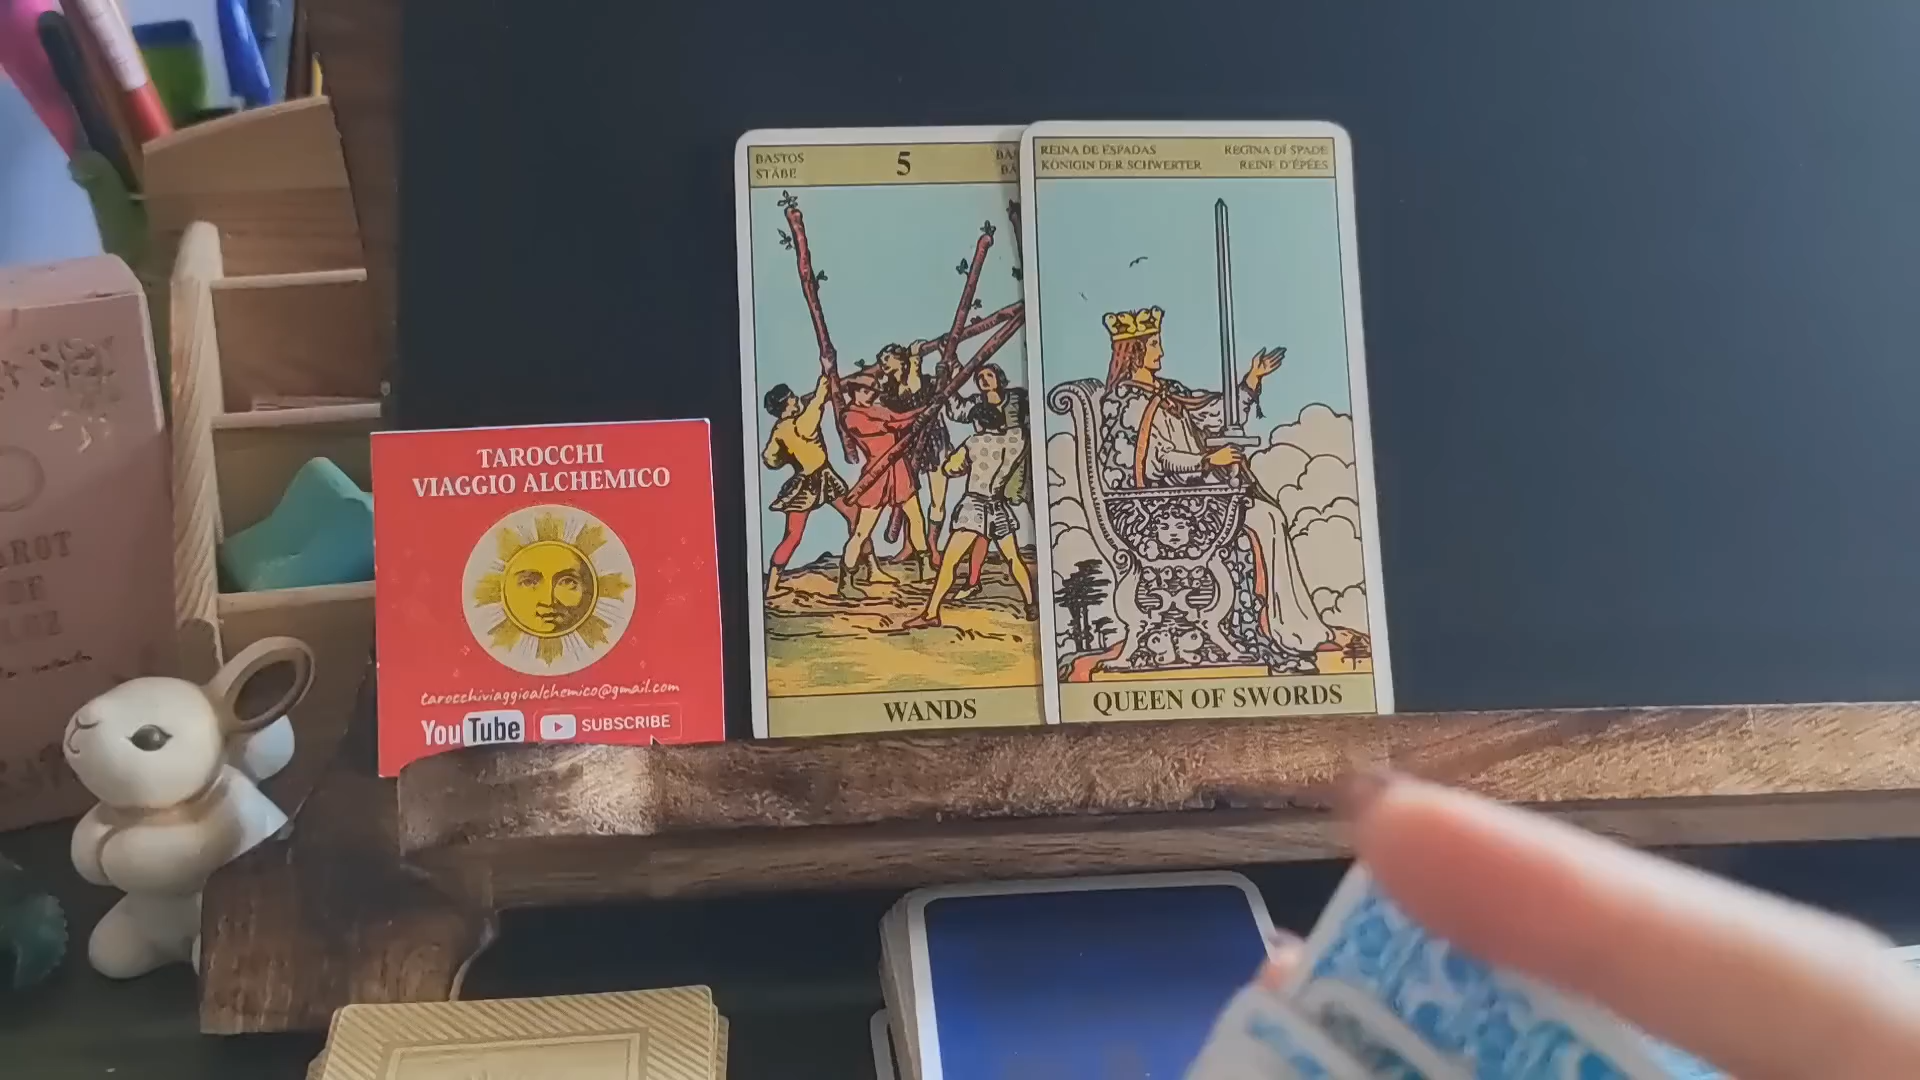 TAROCCHI
VIAGGIO ALCHEMICO
tarocchiviaggioalchemico@gmail.com
YouTube SUBSCRIBE
BASTOS
STÄBE
5
WANDS
REINA DE ESPADAS
KÖNIGIN DER SCHWERTER
REGINA DI SPADE
REINE D'ÉPÉES
QUEEN OF SWORDS